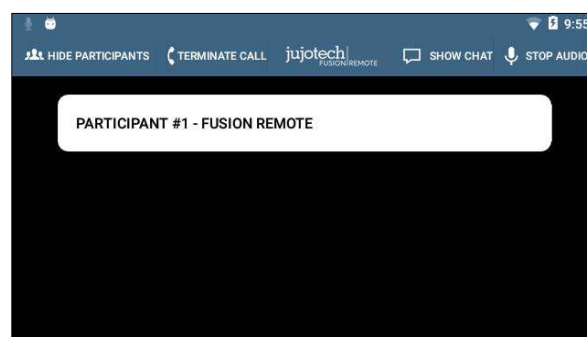 9:55
HIDE PARTICIPANTS TERMINATE CALL jujotech FUSION REMOTE SHOW CHAT STOP AUDIO
PARTICIPANT #1 - FUSION REMOTE